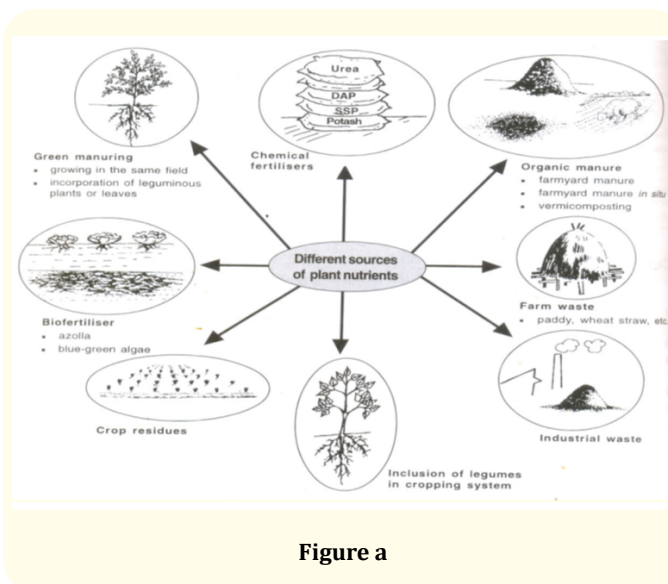 Urea
DAP
SSP
Potash
Green manuring
• growing in the same field
• incorporation of leguminous
plants or leaves
Chemical
fertilisers
Organic manure
• farmyard manure
• farmyard manure in situ
• vermicomposting
Different sources
of plant nutrients
Biofertiliser
• azolla
• blue-green algae
Farm waste
• paddy, wheat straw, etc
Crop residues
Inclusion of legumes
in cropping system
Industrial waste
Figure a